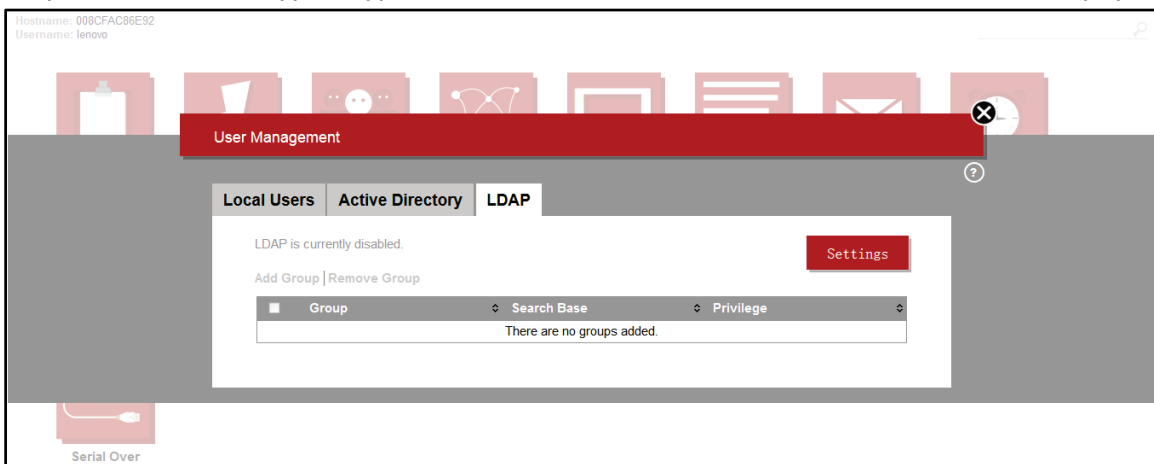 Hostname: 008CFAC86E92
Username: lenovo
User Management
?
Local Users Active Directory LDAP
LDAP is currently disabled.
Settings
Add Group | Remove Group
Group Search Base Privilege
There are no groups added.
Serial Over